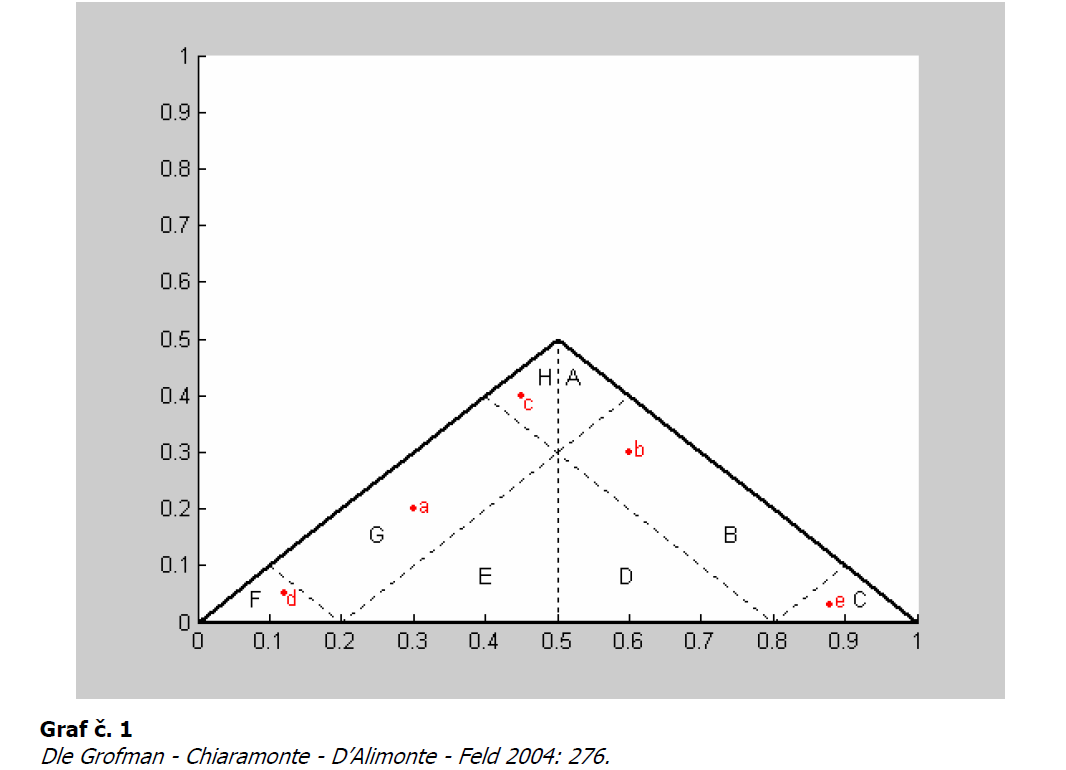 1
0.9
0.8
0.7
0.6
0.5
H A
0.4
c
0.3
b
0.2
a
G
B
0.1
E
D
F
d
e C
0
0 0.1 0.2 0.3 0.4 0.5 0.6 0.7 0.8 0.9 1
Graf č. 1
Dle Grofman - Chiaramonte - D’Alimonte - Feld 2004: 276.